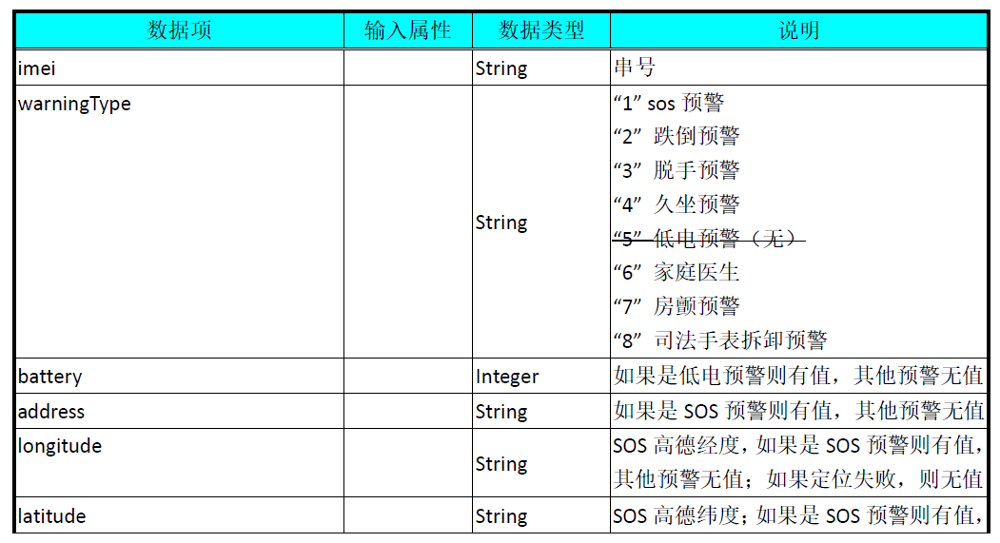 数据项 输入属性 数据类型 说明
imei String 串号
warningType String “1” sos 预警
“2” 跌倒预警
“3” 脱手预警
“4” 久坐预警
“5” 低电预警（无）
“6” 家庭医生
“7” 房颤预警
“8” 司法手表拆卸预警
battery Integer 如果是低电预警则有值，其他预警无值
address String 如果是 SOS 预警则有值，其他预警无值
longitude String SOS 高德经度，如果是 SOS 预警则有值，
其他预警无值；如果定位失败，则无值
latitude String SOS 高德纬度；如果是 SOS 预警则有值，